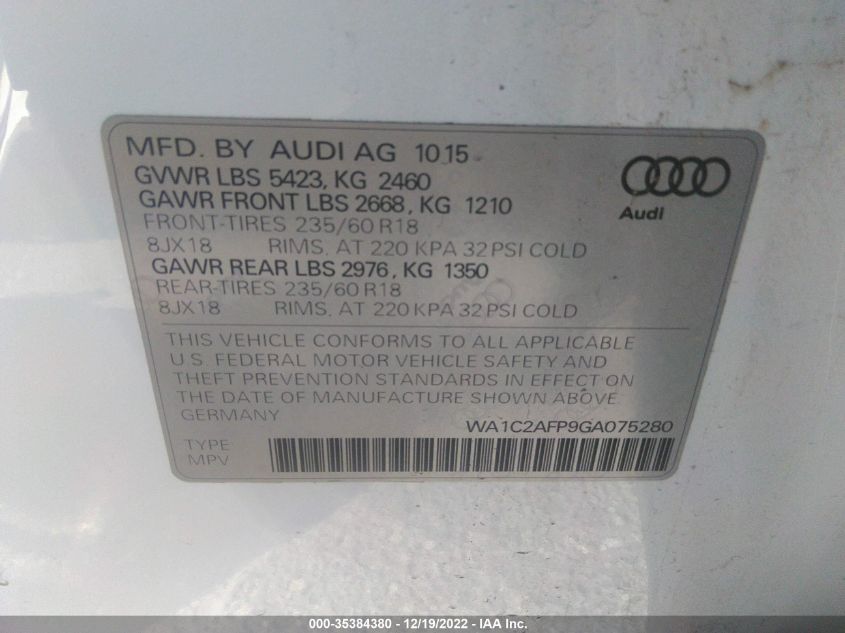 MFD. BY AUDI AG 10.15
GVWR LBS 5423, KG 2460
GAWR FRONT LBS 2668, KG 1210
FRONT-TIRES 235/60 R18
8JX18 RIMS, AT 220 KPA 32 PSI COLD
GAWR REAR LBS 2976, KG 1350
REAR-TIRES 235/60 R18
8JX18 RIMS, AT 220 KPA 32 PSI COLD
Audi
THIS VEHICLE CONFORMS TO ALL APPLICABLE
U.S. FEDERAL MOTOR VEHICLE SAFETY AND
THEFT PREVENTION STANDARDS IN EFFECT ON
THE DATE OF MANUFACTURE SHOWN ABOVE
GERMANY
WA1C2AFP9GA075280
TYPE
MPV
000-35384380 - 12/19/2022 - IAA Inc.